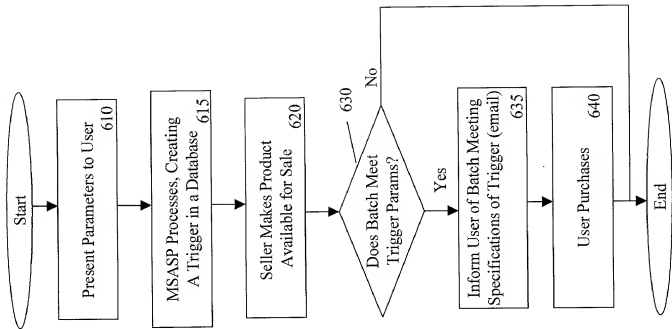 Start
Present Parameters to User
610
MSASP Processes, Creating
A Trigger in a Database
615
Seller Makes Product
Available for Sale
620
630
Does Batch Meet
Trigger Params?
No
Yes
Inform User of Batch Meeting
Specifications of Trigger (email)
635
User Purchases
640
End